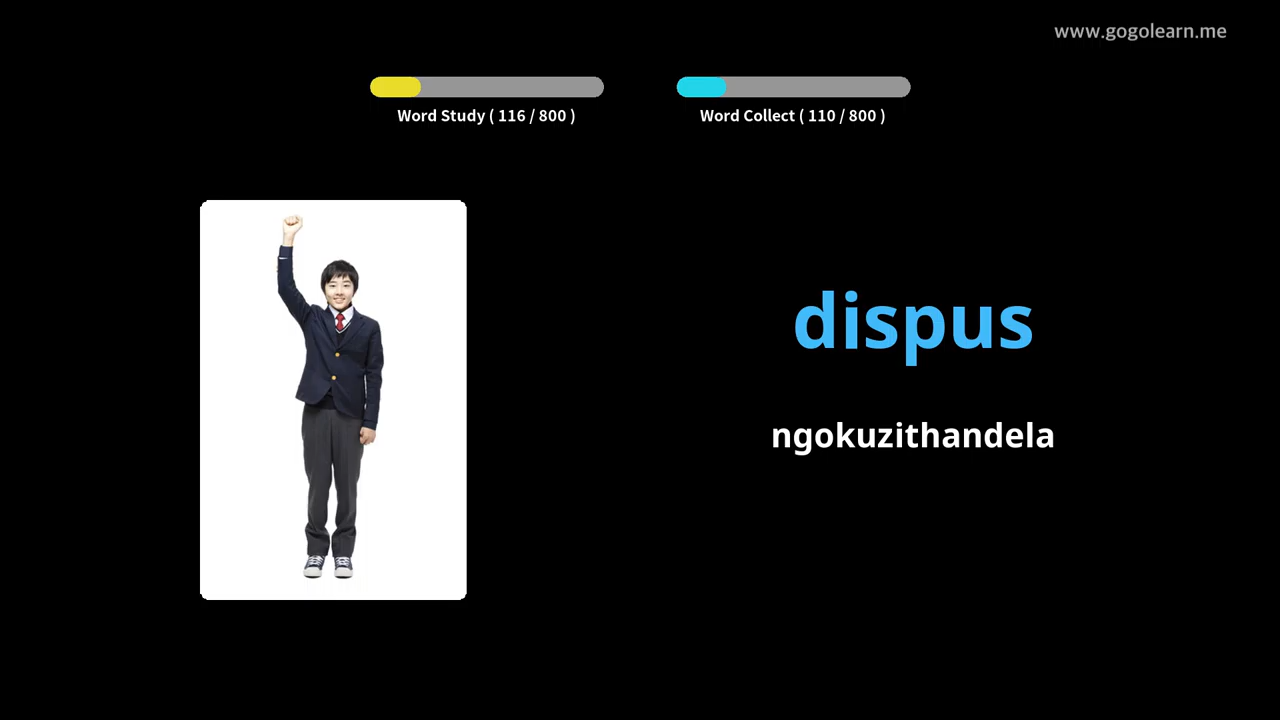 www.gogolearn.me
Word Study ( 116 / 800 )
Word Collect ( 110 / 800 )
dispus
ngokuzithandela